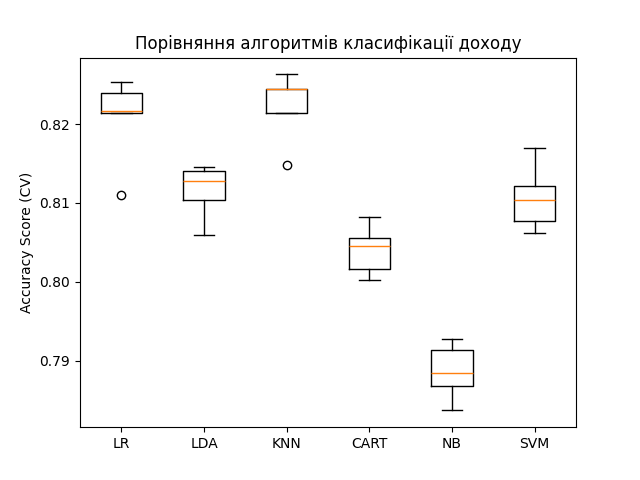 Порівняння алгоритмів класифікації доходу
Accuracy Score (CV)
0.82
0.81
0.80
0.79
LR LDA KNN CART NB SVM